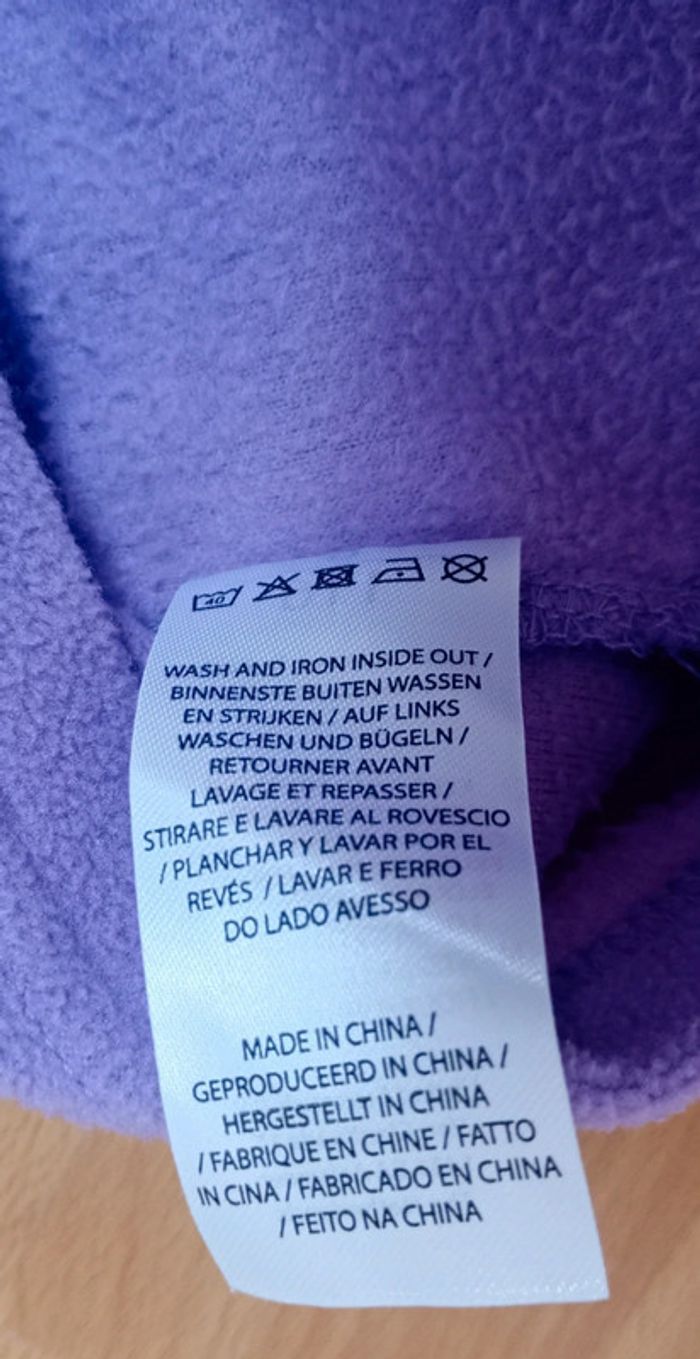 40
WASH AND IRON INSIDE OUT /
BINNENSTE BUITEN WASSEN
EN STRIJKEN / AUF LINKS
WASCHEN UND BÜGELN /
RETOURNER AVANT
LAVAGE ET REPASSER /
STIRARE E LAVARE AL ROVESCIO
/ PLANCHAR Y LAVAR POR EL
REVÉS / LAVAR E FERRO
DO LADO AVESSO
MADE IN CHINA /
GEPRODUCEERD IN CHINA /
HERGESTELLT IN CHINA
/ FABRIQUE EN CHINE / FATTO
IN CINA / FABRICADO EN CHINA
/ FEITO NA CHINA